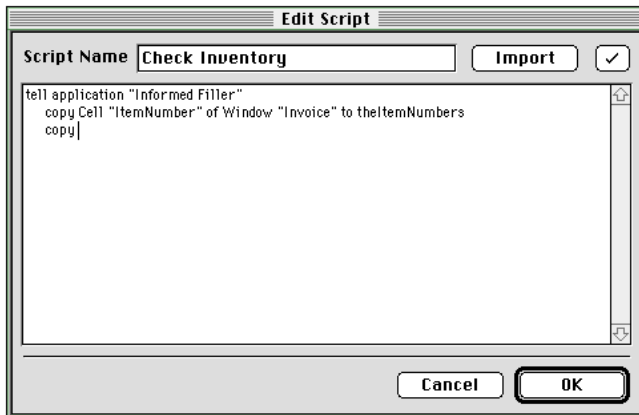 Edit Script
Script Name Check Inventory Import ✓
tell application "Informed Filler"
copy Cell "ItemNumber" of Window "Invoice" to theItemNumbers
copy
Cancel OK